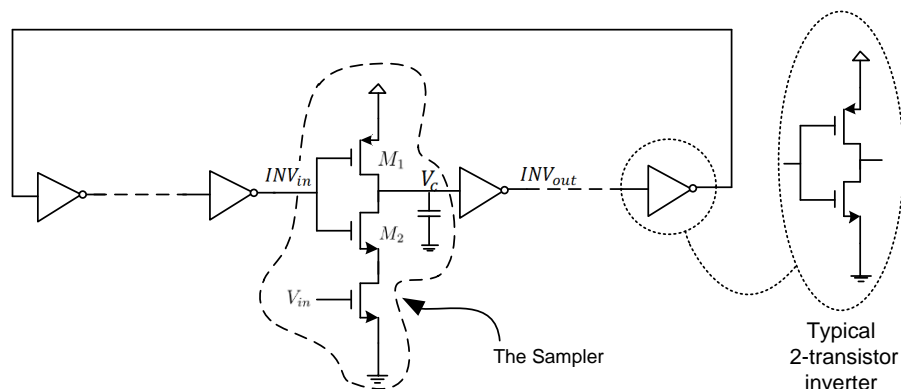 INV_in
M_1
V_c
INV_out
M_2
V_in
The Sampler
Typical
2-transistor
inverter